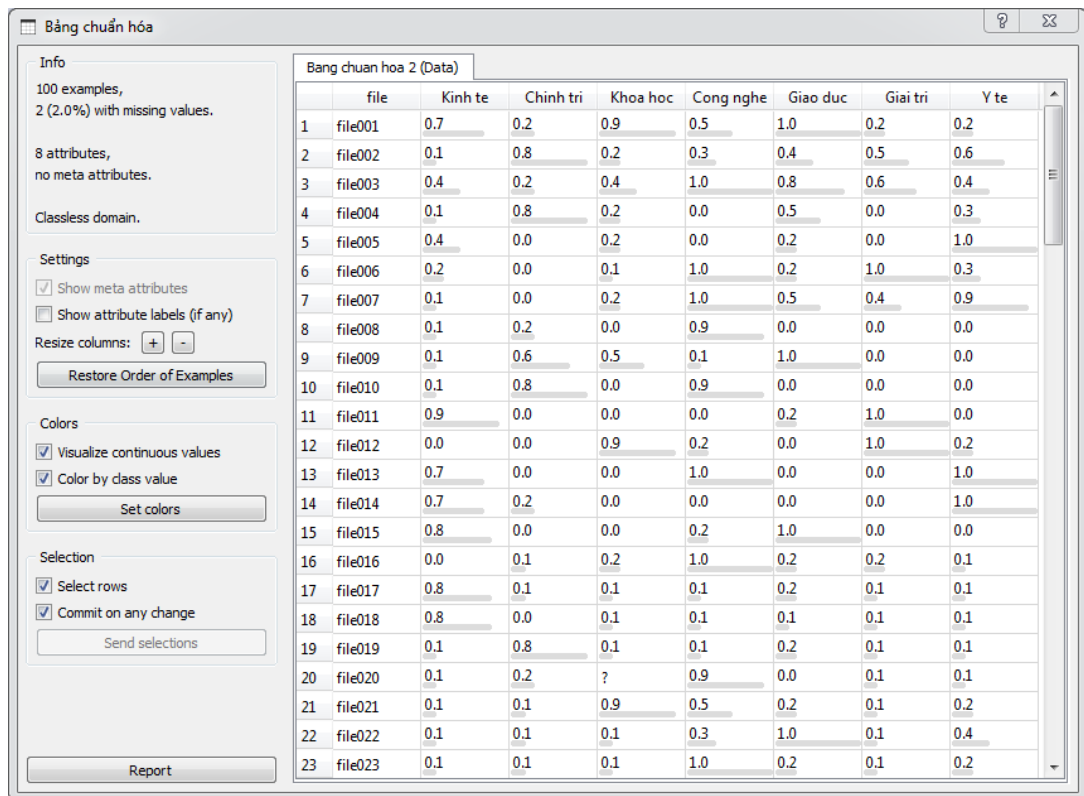 Bảng chuẩn hóa
Info
100 examples,
2 (2.0%) with missing values.
8 attributes,
no meta attributes.
Classless domain.
Settings
Show meta attributes
Show attribute labels (if any)
Resize columns: + -
Restore Order of Examples
Colors
Visualize continuous values
Color by class value
Set colors
Selection
Select rows
Commit on any change
Send selections
Report
Bang chuan hoa 2 (Data)
file Kinh te Chinh tri Khoa hoc Cong nghe Giao duc Giai tri Y te
1 file001 0.7 0.2 0.9 0.5 1.0 0.2 0.2
2 file002 0.1 0.8 0.2 0.3 0.4 0.5 0.6
3 file003 0.4 0.2 0.4 1.0 0.8 0.6 0.4
4 file004 0.1 0.8 0.2 0.0 0.5 0.0 0.3
5 file005 0.4 0.0 0.2 0.0 0.2 0.0 1.0
6 file006 0.2 0.0 0.1 1.0 0.2 1.0 0.3
7 file007 0.1 0.0 0.2 1.0 0.5 0.4 0.9
8 file008 0.1 0.2 0.0 0.9 0.0 0.0 0.0
9 file009 0.1 0.6 0.5 0.1 1.0 0.0 0.0
10 file010 0.1 0.8 0.0 0.9 0.0 0.0 0.0
11 file011 0.9 0.0 0.0 0.0 0.2 1.0 0.0
12 file012 0.0 0.0 0.9 0.2 0.0 1.0 0.2
13 file013 0.7 0.0 0.0 1.0 0.0 0.0 1.0
14 file014 0.7 0.2 0.0 0.0 0.0 0.0 1.0
15 file015 0.8 0.0 0.0 0.2 1.0 0.0 0.0
16 file016 0.0 0.1 0.2 1.0 0.2 0.2 0.1
17 file017 0.8 0.1 0.1 0.1 0.2 0.1 0.1
18 file018 0.8 0.0 0.1 0.1 0.1 0.1 0.1
19 file019 0.1 0.8 0.1 0.1 0.2 0.1 0.1
20 file020 0.1 0.2 ? 0.9 0.0 0.1 0.1
21 file021 0.1 0.1 0.9 0.5 0.2 0.1 0.2
22 file022 0.1 0.1 0.1 0.3 1.0 0.1 0.4
23 file023 0.1 0.1 0.1 1.0 0.2 0.1 0.2